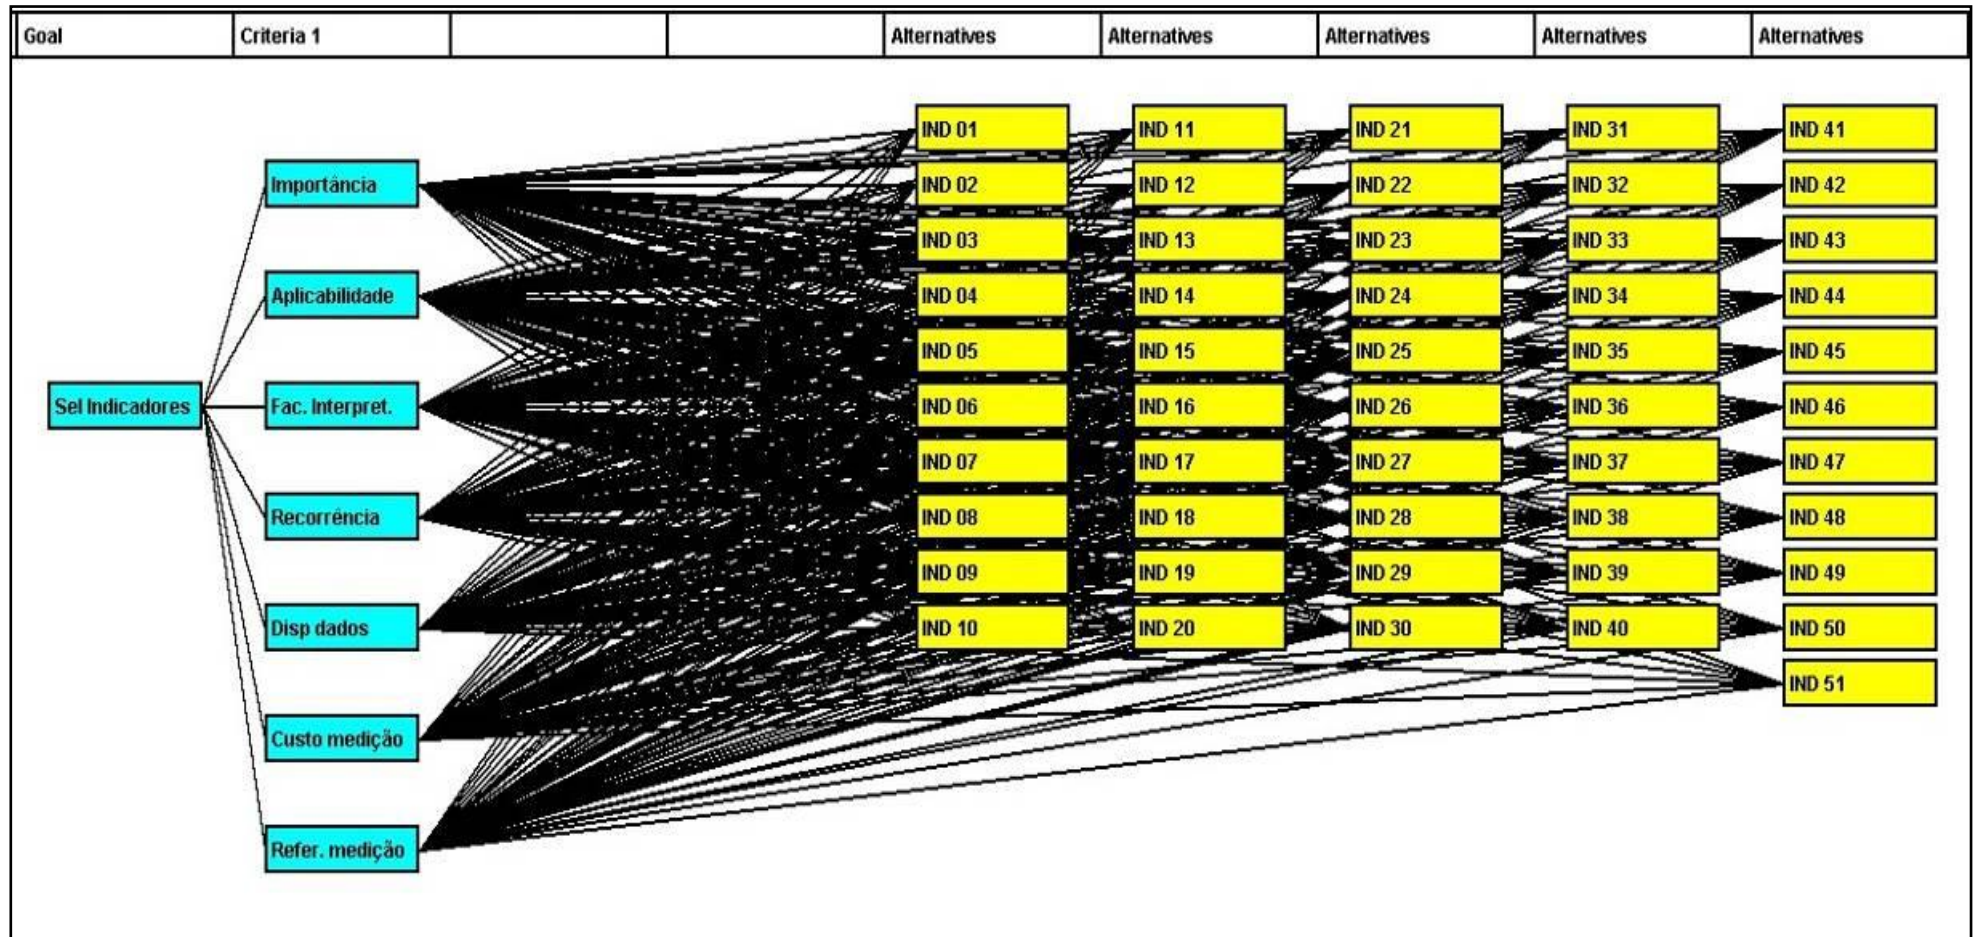 Goal
Criteria 1
Alternatives
Alternatives
Alternatives
Alternatives
Alternatives
Sel Indicadores
Importância
Aplicabilidade
Fac. Interpret.
Recorrência
Disp dados
Custo medição
Refer. medição
IND 01
IND 02
IND 03
IND 04
IND 05
IND 06
IND 07
IND 08
IND 09
IND 10
IND 11
IND 12
IND 13
IND 14
IND 15
IND 16
IND 17
IND 18
IND 19
IND 20
IND 21
IND 22
IND 23
IND 24
IND 25
IND 26
IND 27
IND 28
IND 29
IND 30
IND 31
IND 32
IND 33
IND 34
IND 35
IND 36
IND 37
IND 38
IND 39
IND 40
IND 41
IND 42
IND 43
IND 44
IND 45
IND 46
IND 47
IND 48
IND 49
IND 50
IND 51